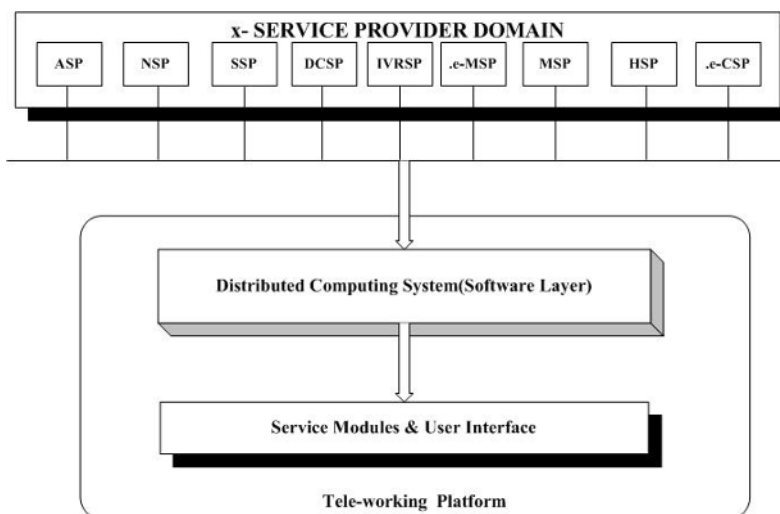 x- SERVICE PROVIDER DOMAIN
ASP NSP SSP DCSP IVRSP .e-MSP MSP HSP .e-CSP
Distributed Computing System(Software Layer)
Service Modules & User Interface
Tele-working Platform